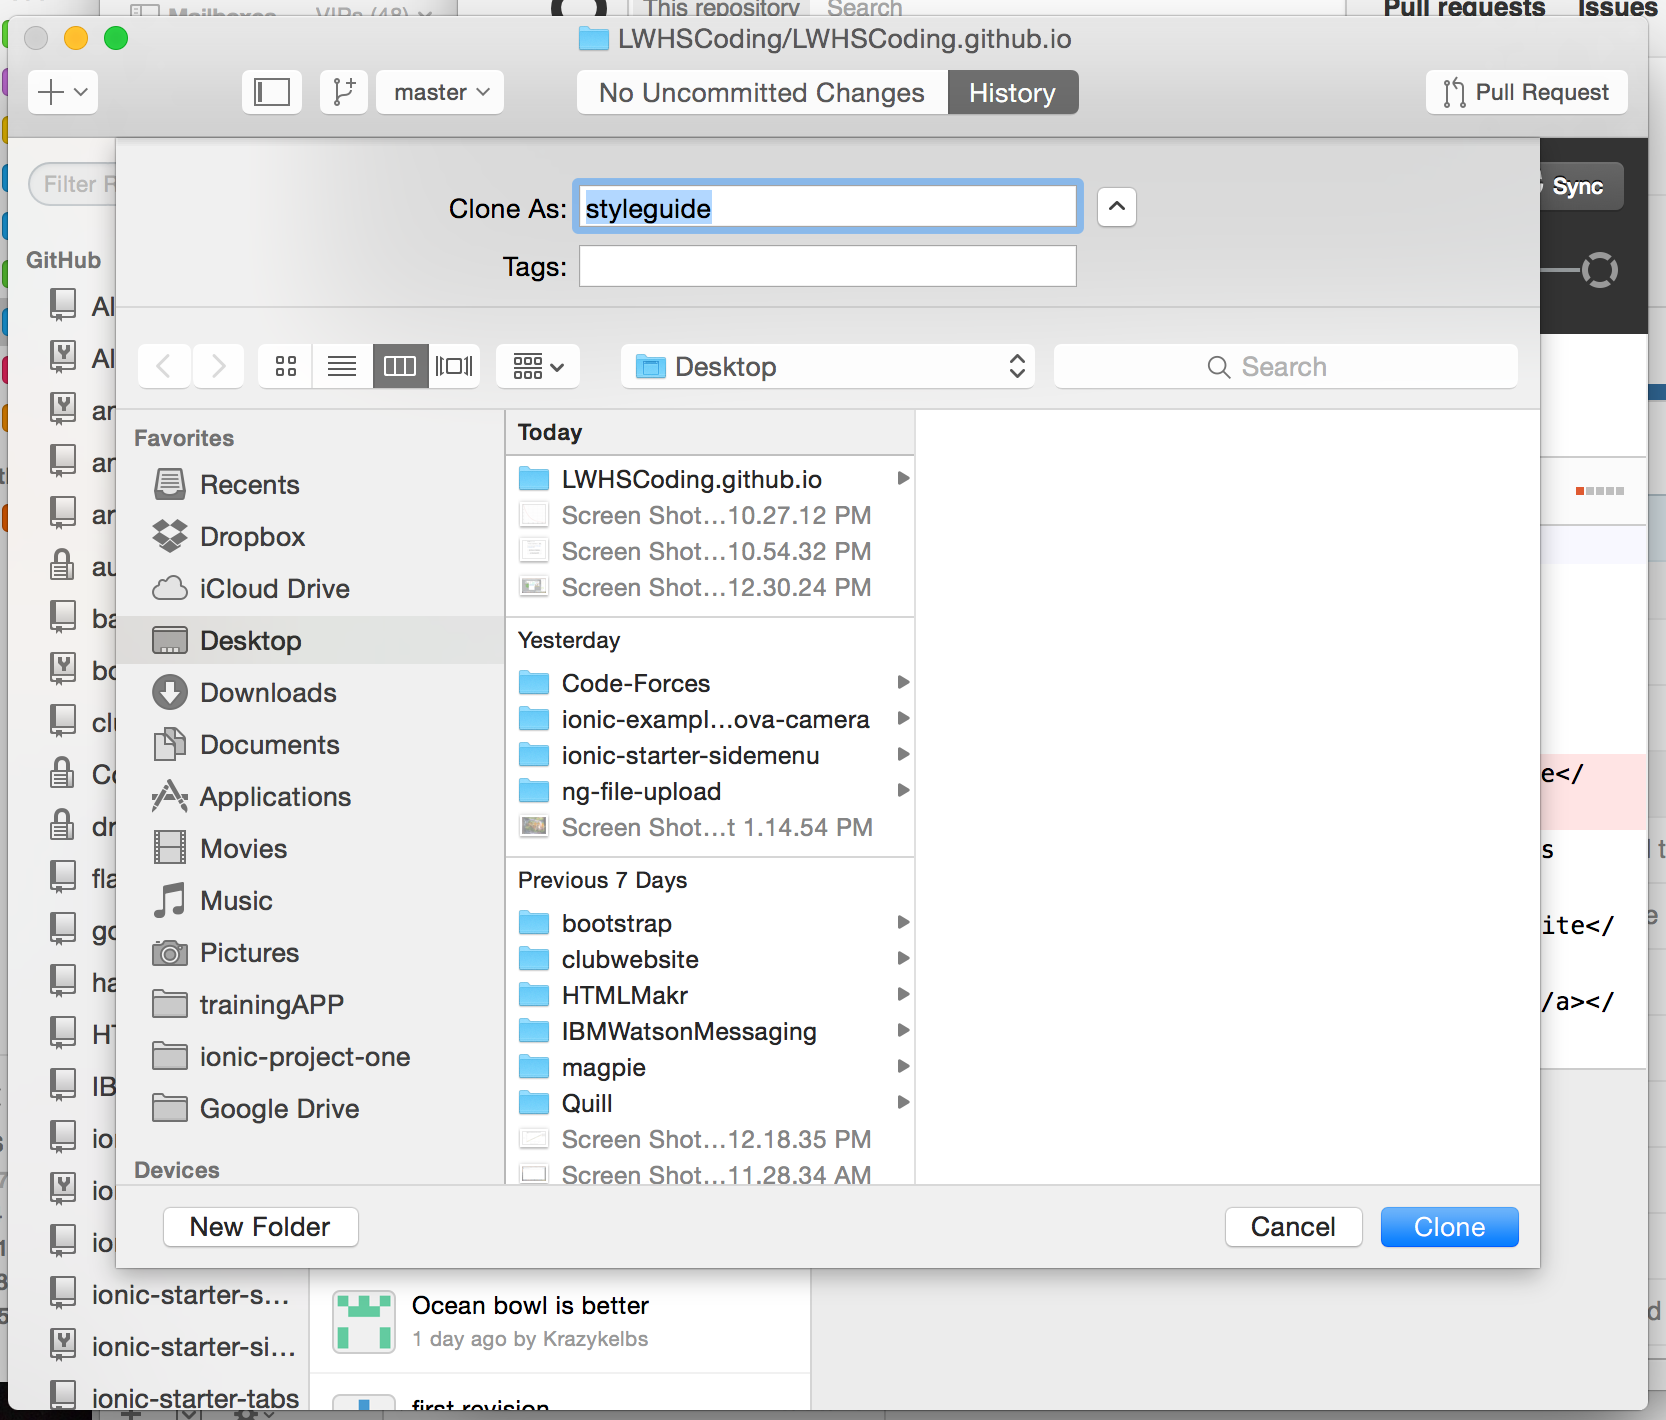 Mailboxes VIPs (48)
This repository Search
Pull requests Issues
LWHSCoding/LWHSCoding.github.io
master
No Uncommitted Changes
History
Pull Request
Filter R
Clone As: styleguide
Sync
Tags:
GitHub
Al
Al
ar
ar
ar
au
ba
bo
clu
Co
dr
fla
go
ha
HT
IB
ion
ion
ion
ionic-starter-s...
ionic-starter-si...
ionic-starter-tabs
Desktop
Search
Favorites
Recents
Dropbox
iCloud Drive
Desktop
Downloads
Documents
Applications
Movies
Music
Pictures
trainingAPP
ionic-project-one
Google Drive
Devices
Today
LWHSCoding.github.io
Screen Shot...10.27.12 PM
Screen Shot...10.54.32 PM
Screen Shot...12.30.24 PM
Yesterday
Code-Forces
ionic-exampl...ova-camera
ionic-starter-sidemenu
ng-file-upload
Screen Shot...t 1.14.54 PM
Previous 7 Days
bootstrap
clubwebsite
HTMLMakr
IBMWatsonMessaging
magpie
Quill
Screen Shot...12.18.35 PM
Screen Shot...11.28.34 AM
e</
s
ite</
/a></
New Folder
Cancel
Clone
Ocean bowl is better
1 day ago by Krazykelbs
first revision